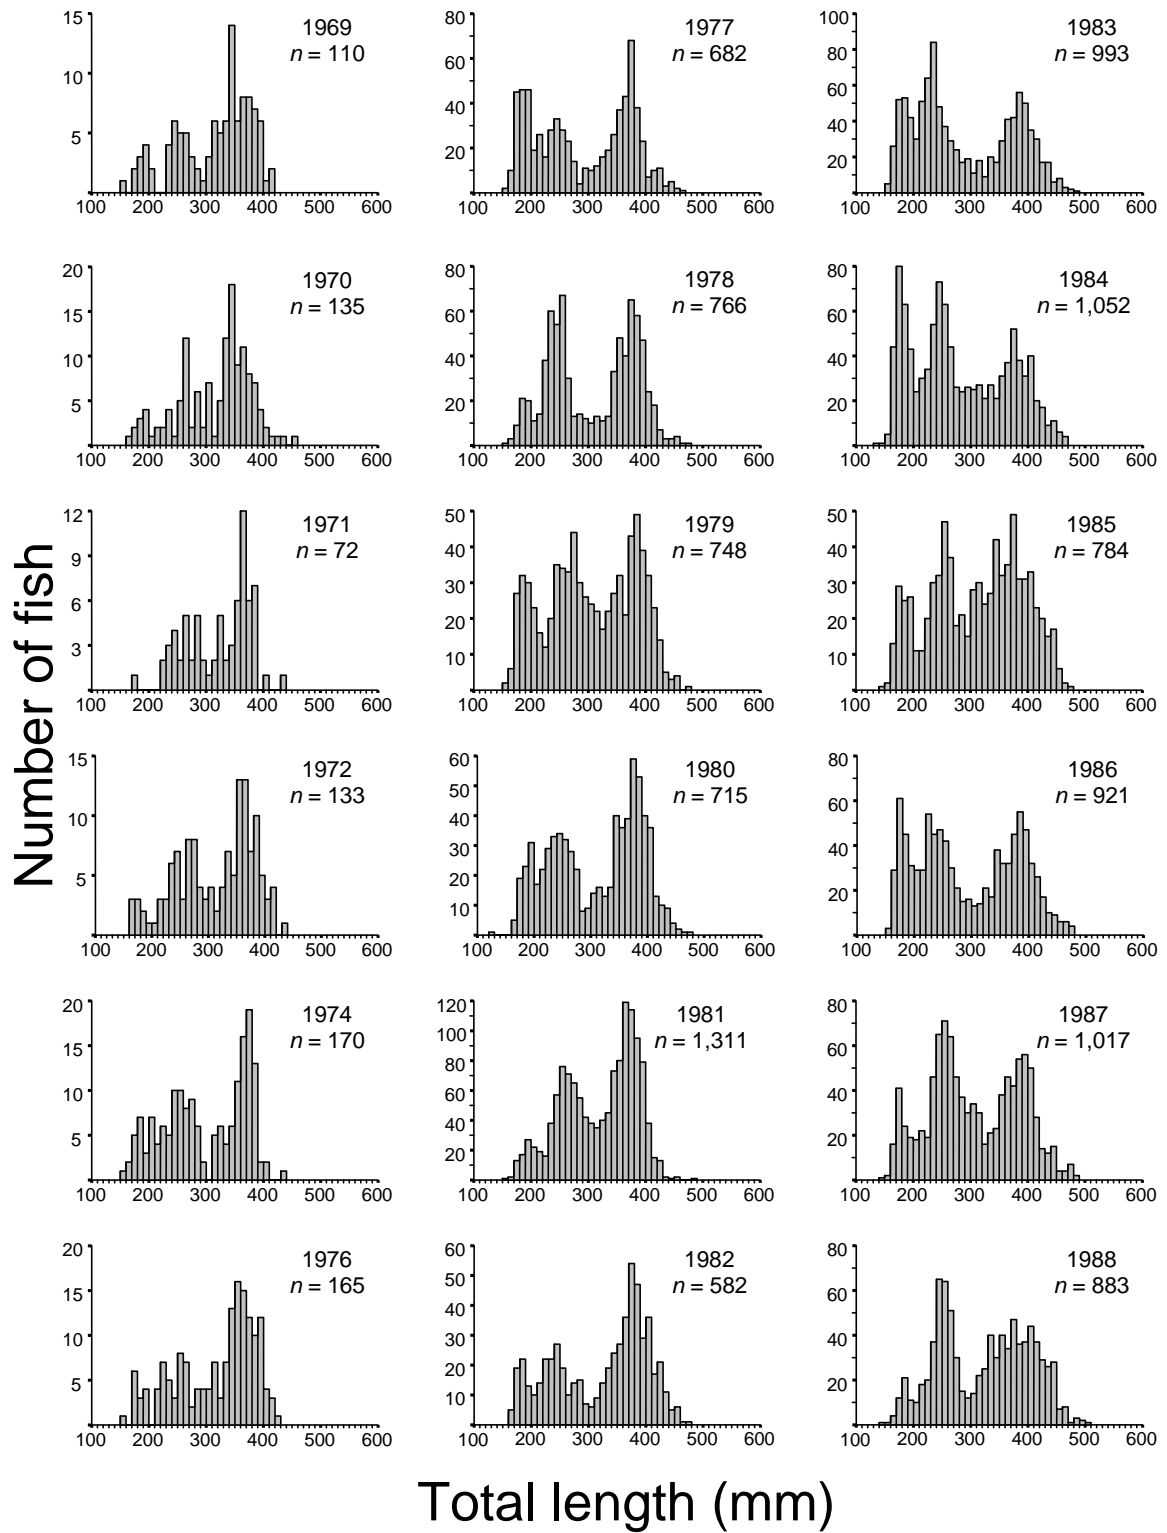 Number of fish
15
10
5
100 200 300 400 500 600
1969
n = 110
80
60
40
20
100 200 300 400 500 600
1977
n = 682
100
80
60
40
20
100 200 300 400 500 600
1983
n = 993
20
15
10
5
100 200 300 400 500 600
1970
n = 135
80
60
40
20
100 200 300 400 500 600
1978
n = 766
80
60
40
20
100 200 300 400 500 600
1984
n = 1,052
12
9
6
3
100 200 300 400 500 600
1971
n = 72
50
40
30
20
10
100 200 300 400 500 600
1979
n = 748
50
40
30
20
10
100 200 300 400 500 600
1985
n = 784
15
10
5
100 200 300 400 500 600
1972
n = 133
60
50
40
30
20
10
100 200 300 400 500 600
1980
n = 715
80
60
40
20
100 200 300 400 500 600
1986
n = 921
20
15
10
5
100 200 300 400 500 600
1974
n = 170
120
100
80
60
40
20
100 200 300 400 500 600
1981
n = 1,311
80
60
40
20
100 200 300 400 500 600
1987
n = 1,017
20
15
10
5
100 200 300 400 500 600
1976
n = 165
60
50
40
30
20
10
100 200 300 400 500 600
1982
n = 582
80
60
40
20
100 200 300 400 500 600
1988
n = 883
Total length (mm)